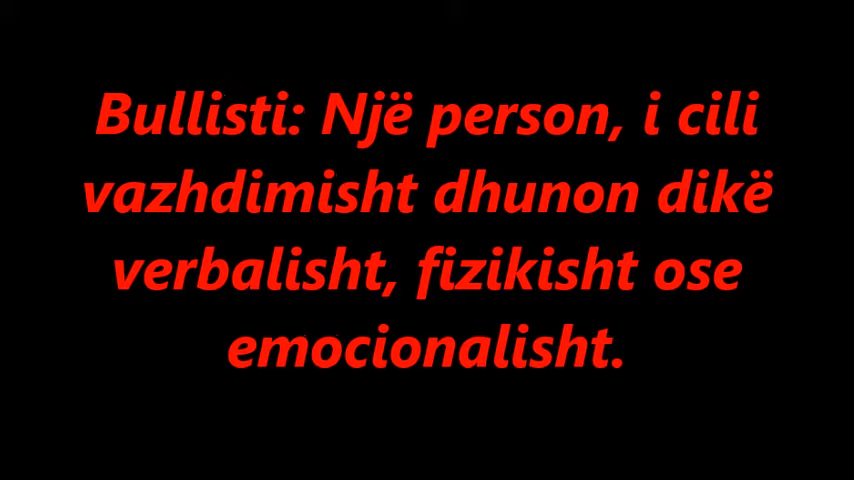 Bullisti: Një person, i cili
vazhdimisht dhunon dikë
verbalisht, fizikisht ose
emocionalisht.